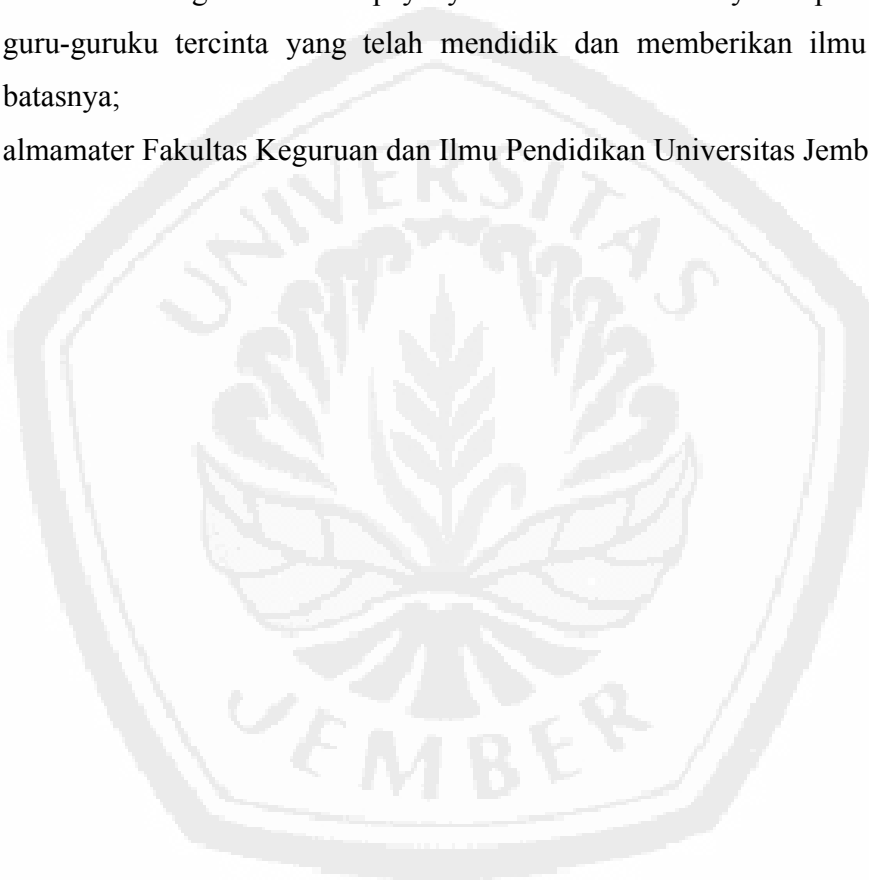 guru-guruku tercinta yang telah mendidik dan memberikan ilmu
batasnya;
almamater Fakultas Keguruan dan Ilmu Pendidikan Universitas Jemb
UNIVERSITAS
JEMBER